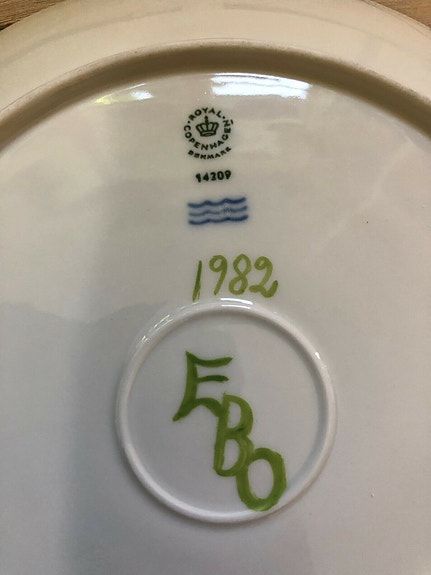 ROYAL
COPENHAGEN
DENMARK
14209
1982
EBO